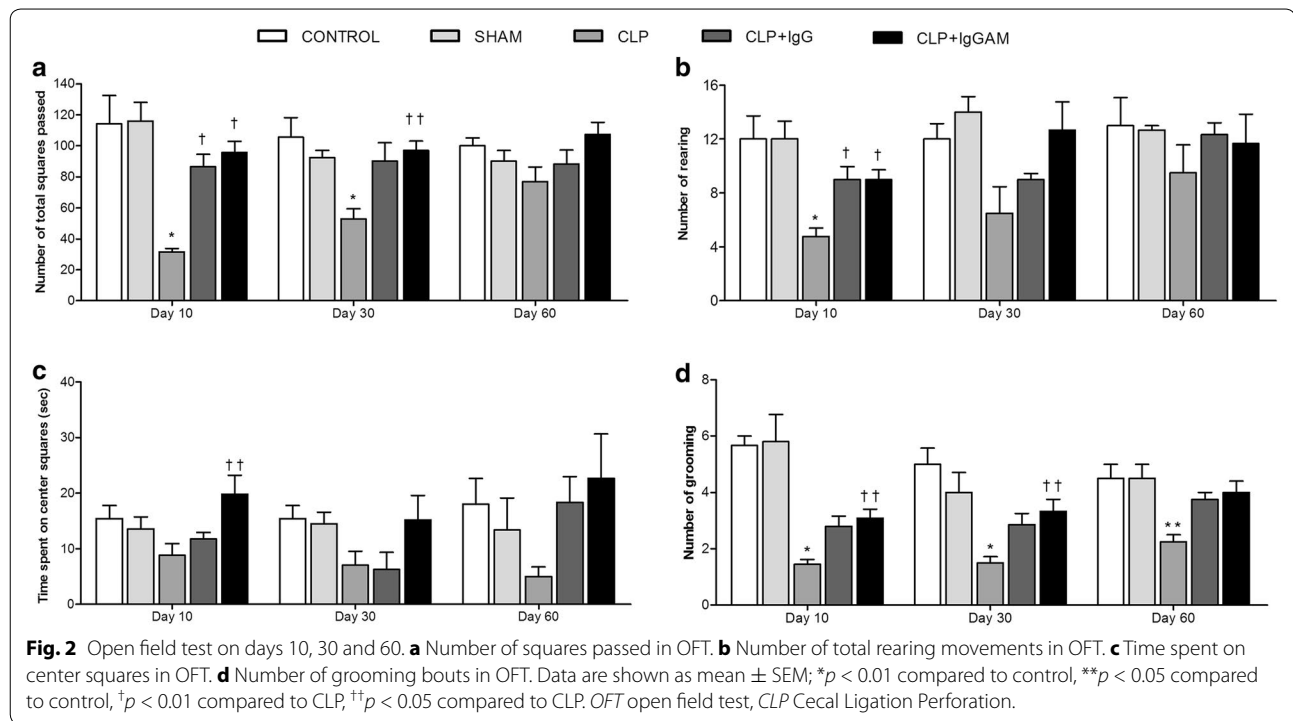 CONTROL SHAM CLP CLP+IgG CLP+IgGAM
a
Number of total squares passed
140
120
100
80
60
40
20
0
* † †
* ††
Day 10 Day 30 Day 60
b
Number of rearing
16
12
8
4
0
* † †
Day 10 Day 30 Day 60
c
Time spent on center squares (sec)
40
30
20
10
0
††
Day 10 Day 30 Day 60
d
Number of grooming
8
6
4
2
0
* ††
* ††
**
Day 10 Day 30 Day 60
Fig. 2 Open field test on days 10, 30 and 60. a Number of squares passed in OFT. b Number of total rearing movements in OFT. c Time spent on
center squares in OFT. d Number of grooming bouts in OFT. Data are shown as mean ± SEM; *p < 0.01 compared to control, **p < 0.05 compared
to control, †p < 0.01 compared to CLP, ††p < 0.05 compared to CLP. OFT open field test, CLP Cecal Ligation Perforation.